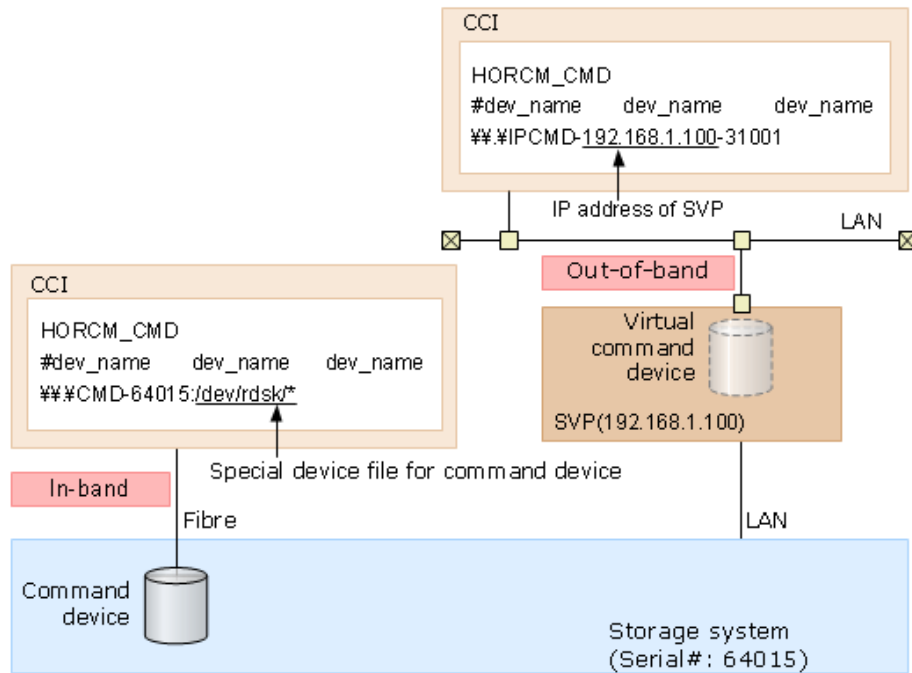 CCI
HORCM_CMD
#dev_name dev_name dev_name
¥¥.¥IPCMD-192.168.1.100-31001
IP address of SVP
LAN
Out-of-band
Virtual
command
device
SVP(192.168.1.100)
LAN
CCI
HORCM_CMD
#dev_name dev_name dev_name
¥¥.¥CMD-64015:/dev/rdsk/*
Special device file for command device
In-band
Fibre
Command
device
Storage system
(Serial#: 64015)